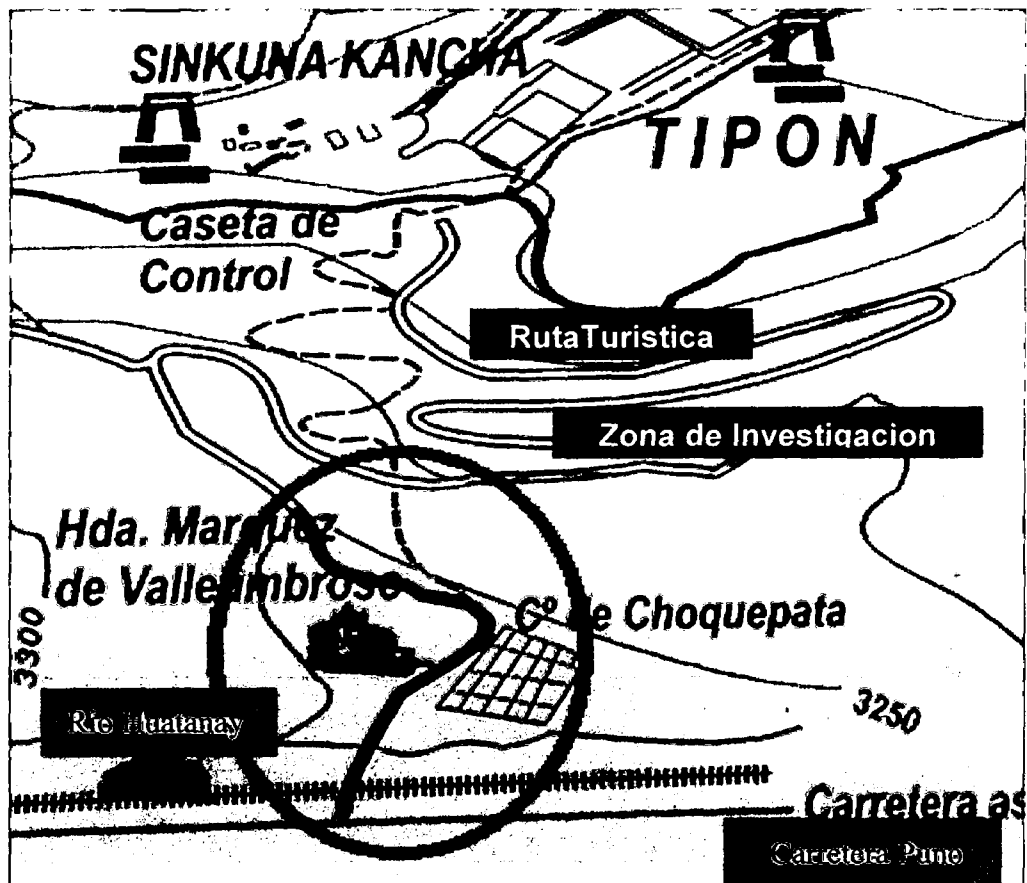 SINKUNA KANCHA
TIPON
Caseta de
Control
RutaTuristica
Zona de Investigacion
Hda. Marquez
de Valleumbroso
Cº de Choquepata
3300
3250
Rio Huatanay
Carretera as
Carretera Puno